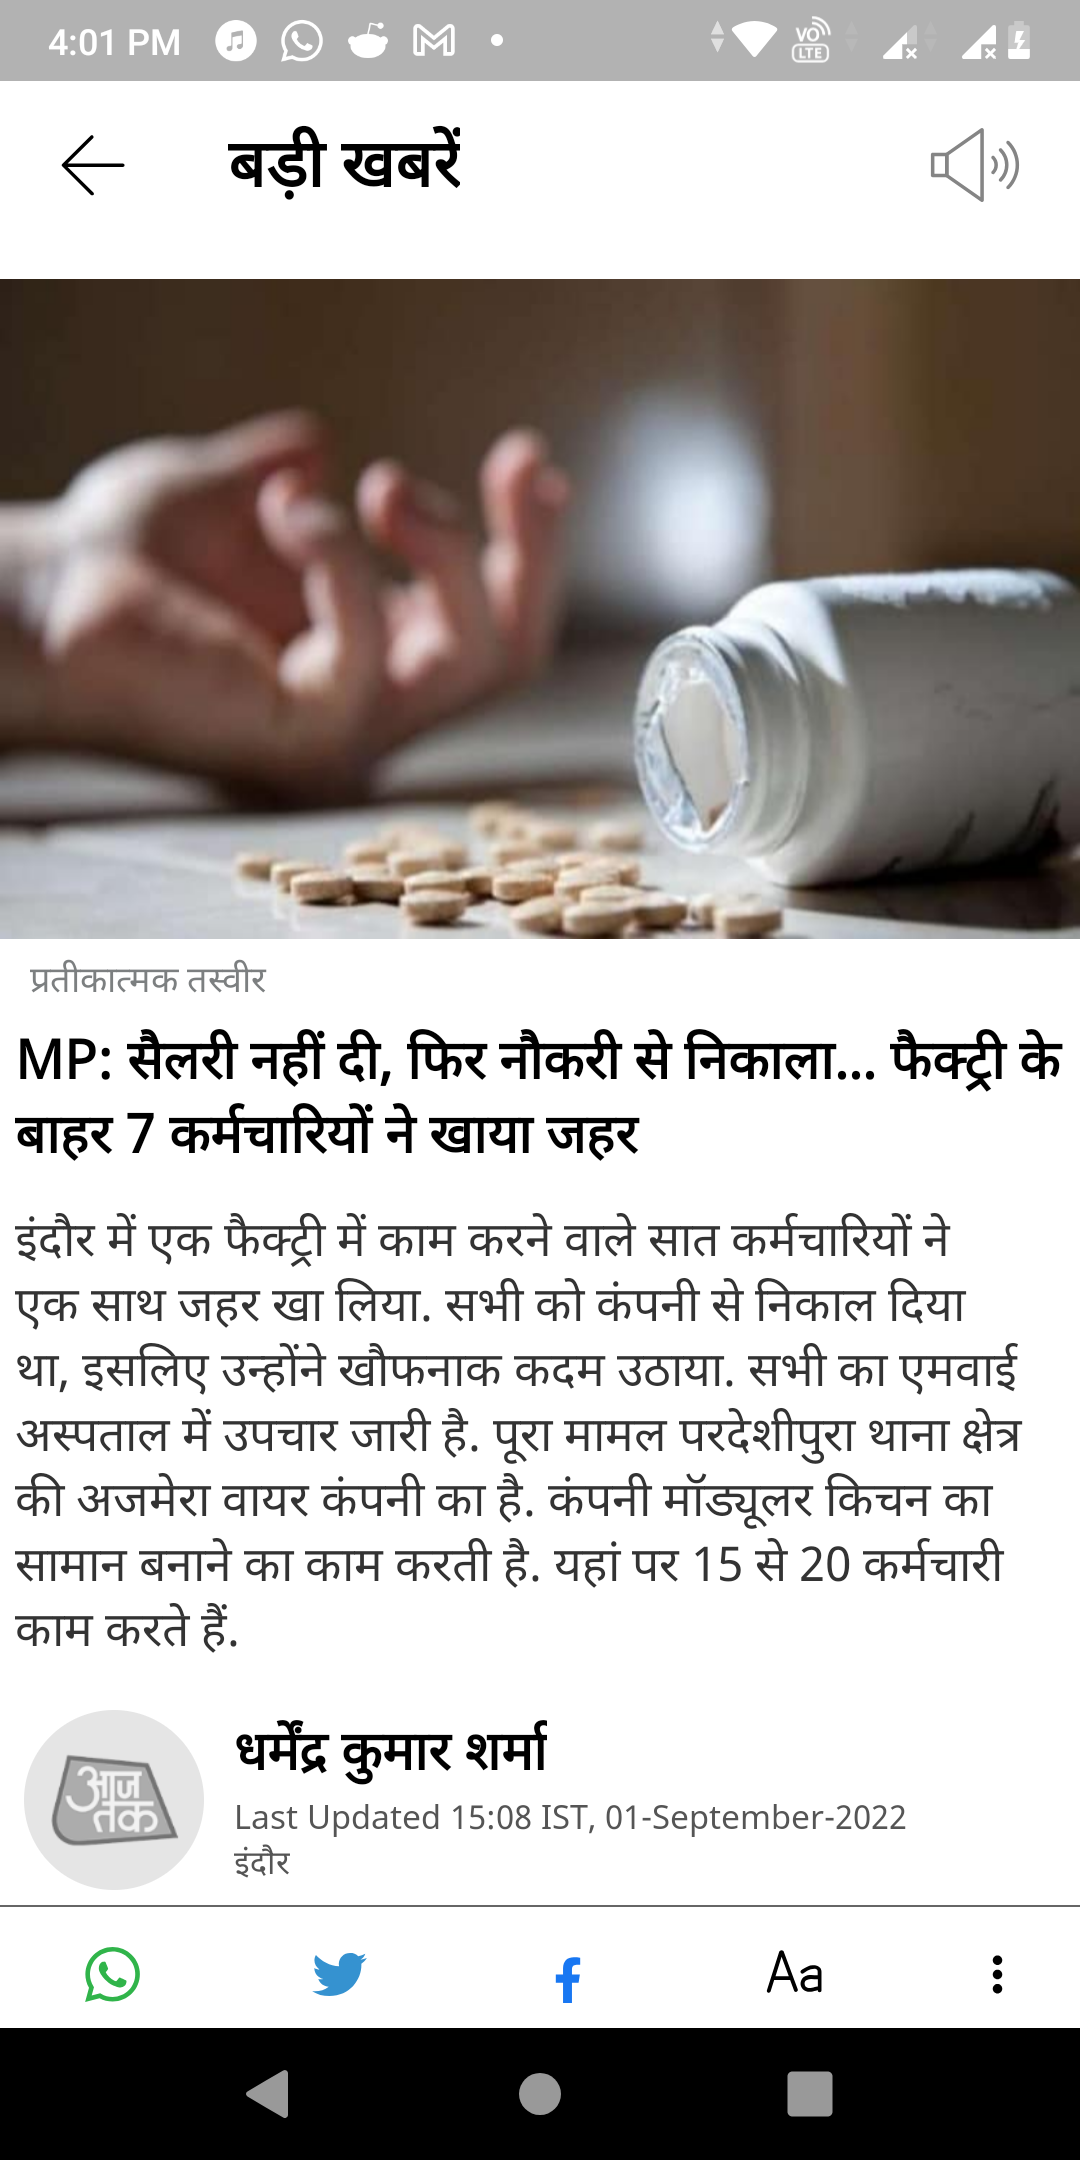 4:01 PM
VO LTE
बड़ी खबरें
प्रतीकात्मक तस्वीर
MP: सैलरी नहीं दी, फिर नौकरी से निकाला... फैक्ट्री के
बाहर 7 कर्मचारियों ने खाया जहर
इंदौर में एक फैक्ट्री में काम करने वाले सात कर्मचारियों ने
एक साथ जहर खा लिया. सभी को कंपनी से निकाल दिया
था, इसलिए उन्होंने खौफनाक कदम उठाया. सभी का एमवाई
अस्पताल में उपचार जारी है. पूरा मामल परदेशीपुरा थाना क्षेत्र
की अजमेरा वायर कंपनी का है. कंपनी मॉड्यूलर किचन का
सामान बनाने का काम करती है. यहां पर 15 से 20 कर्मचारी
काम करते हैं.
आज तक
धर्मेंद्र कुमार शर्मा
Last Updated 15:08 IST, 01-September-2022
इंदौर
Aa